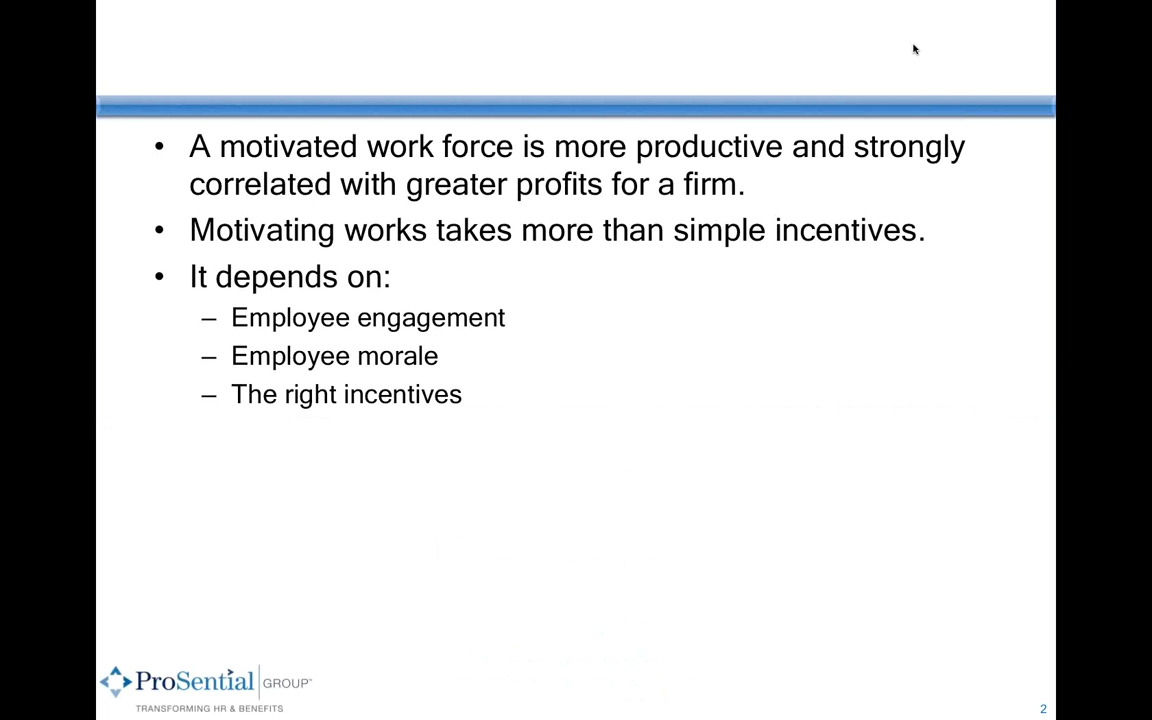 • A motivated work force is more productive and strongly
correlated with greater profits for a firm.
• Motivating works takes more than simple incentives.
• It depends on:
– Employee engagement
– Employee morale
– The right incentives
ProSential GROUP™
TRANSFORMING HR & BENEFITS
2